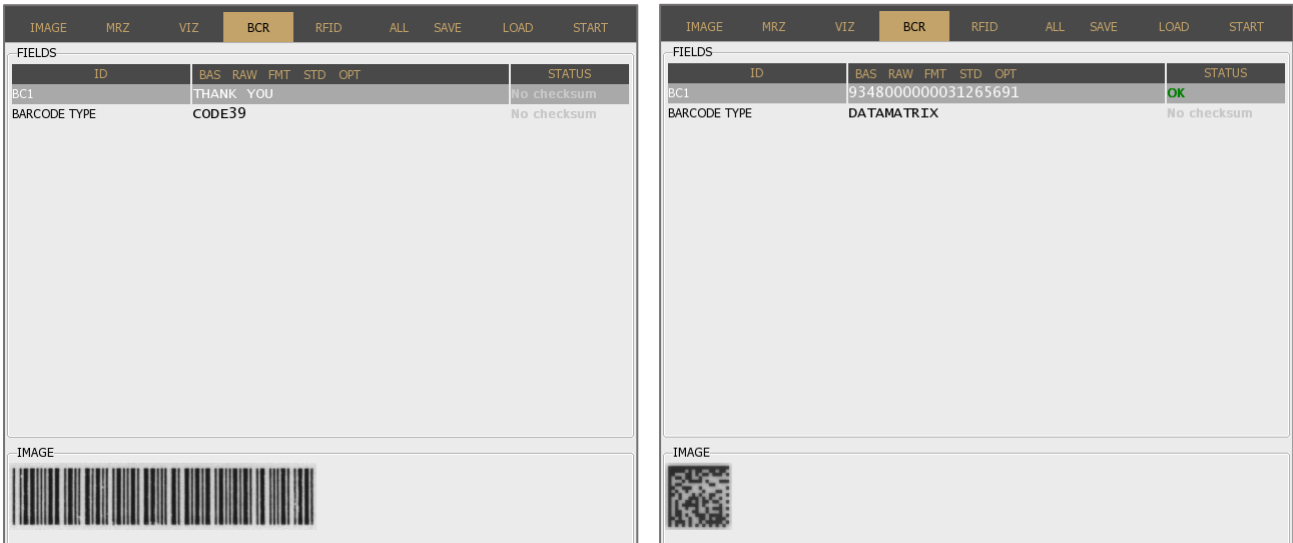 IMAGE MRZ VIZ BCR RFID ALL SAVE LOAD START
FIELDS
ID BAS RAW FMT STD OPT STATUS
BC1 THANK YOU No checksum
BARCODE TYPE CODE39 No checksum
IMAGE
IMAGE MRZ VIZ BCR RFID ALL SAVE LOAD START
FIELDS
ID BAS RAW FMT STD OPT STATUS
BC1 9348000000031265691 OK
BARCODE TYPE DATAMATRIX No checksum
IMAGE